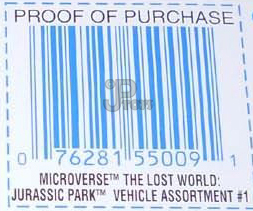 PROOF OF PURCHASE
0 76281 55009 1
MICROVERSE™ THE LOST WORLD:
JURASSIC PARK™ VEHICLE ASSORTMENT #1